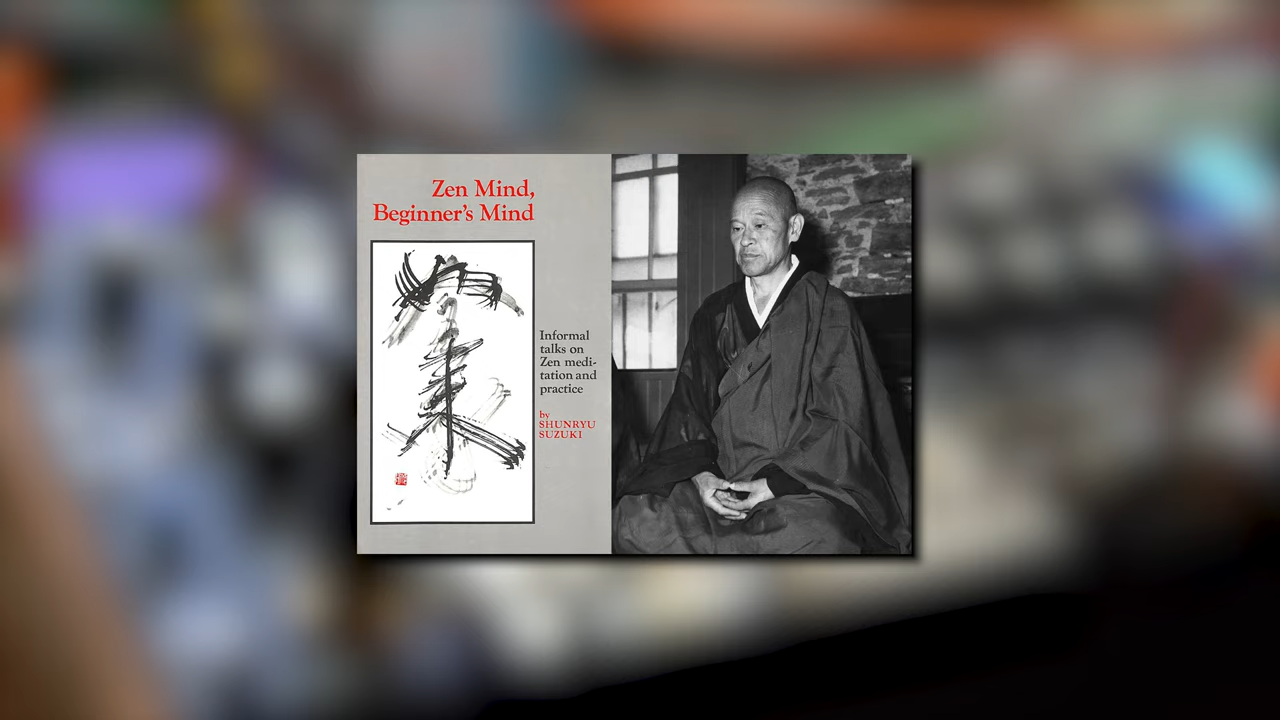 Zen Mind,
Beginner's Mind
Informal
talks on
Zen medi-
tation and
practice
by
SHUNRYU
SUZUKI